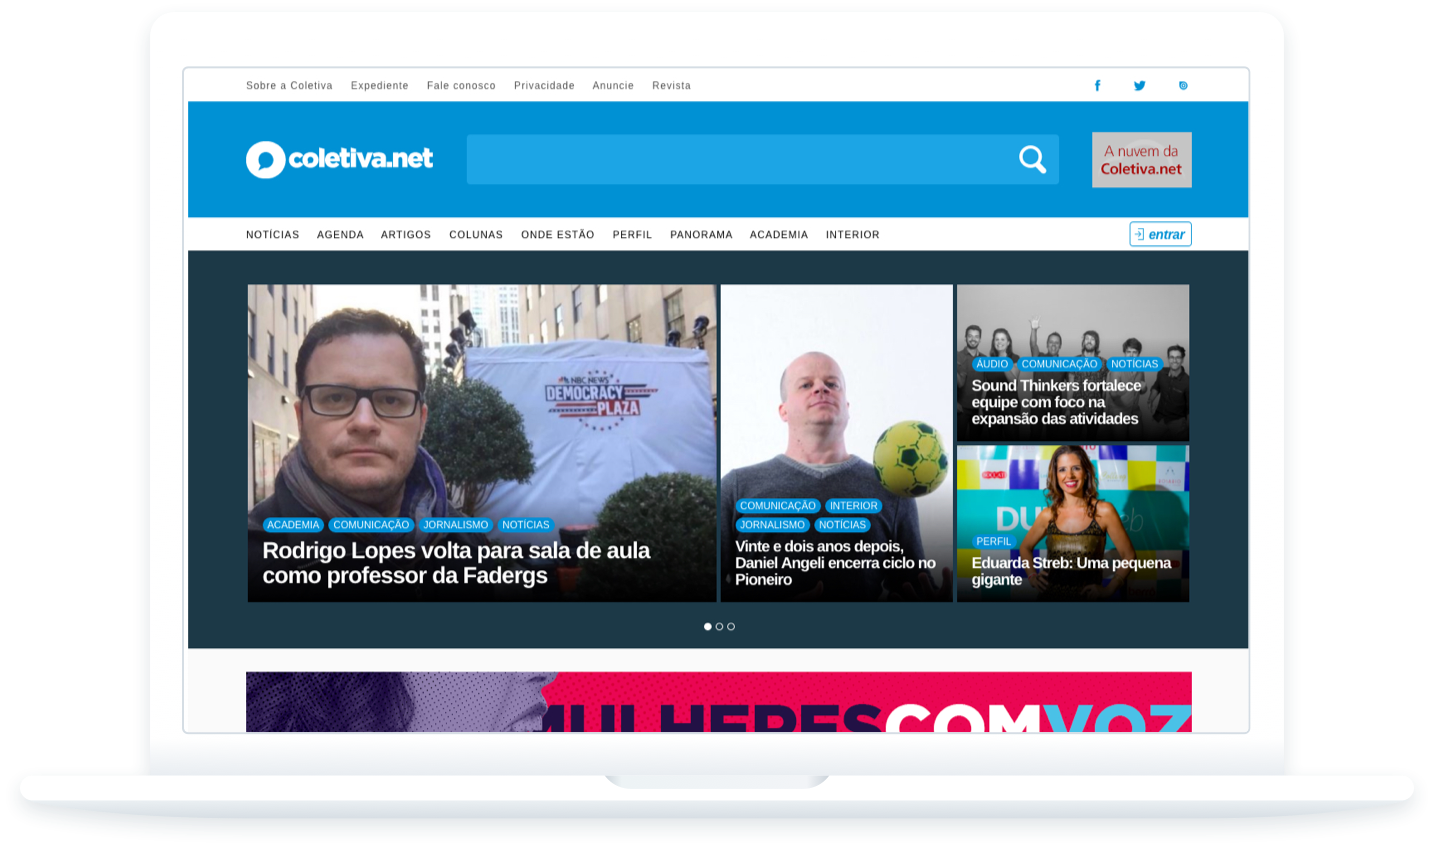 Sobre a Coletiva Expediente Fale conosco Privacidade Anuncie Revista
coletiva.net
A nuvem da
Coletiva.net
NOTÍCIAS AGENDA ARTIGOS COLUNAS ONDE ESTÃO PERFIL PANORAMA ACADEMIA INTERIOR
entrar
NBC NEWS
DEMOCRACY
PLAZA
ACADEMIA COMUNICAÇÃO JORNALISMO NOTÍCIAS
Rodrigo Lopes volta para sala de aula
como professor da Fadergs
COMUNICAÇÃO INTERIOR
JORNALISMO NOTÍCIAS
Vinte e dois anos depois,
Daniel Angeli encerra ciclo no
Pioneiro
ÁUDIO COMUNICAÇÃO NOTÍCIAS
Sound Thinkers fortalece
equipe com foco na
expansão das atividades
PERFIL
Eduarda Streb: Uma pequena
gigante
MULHERESCOMVOZ